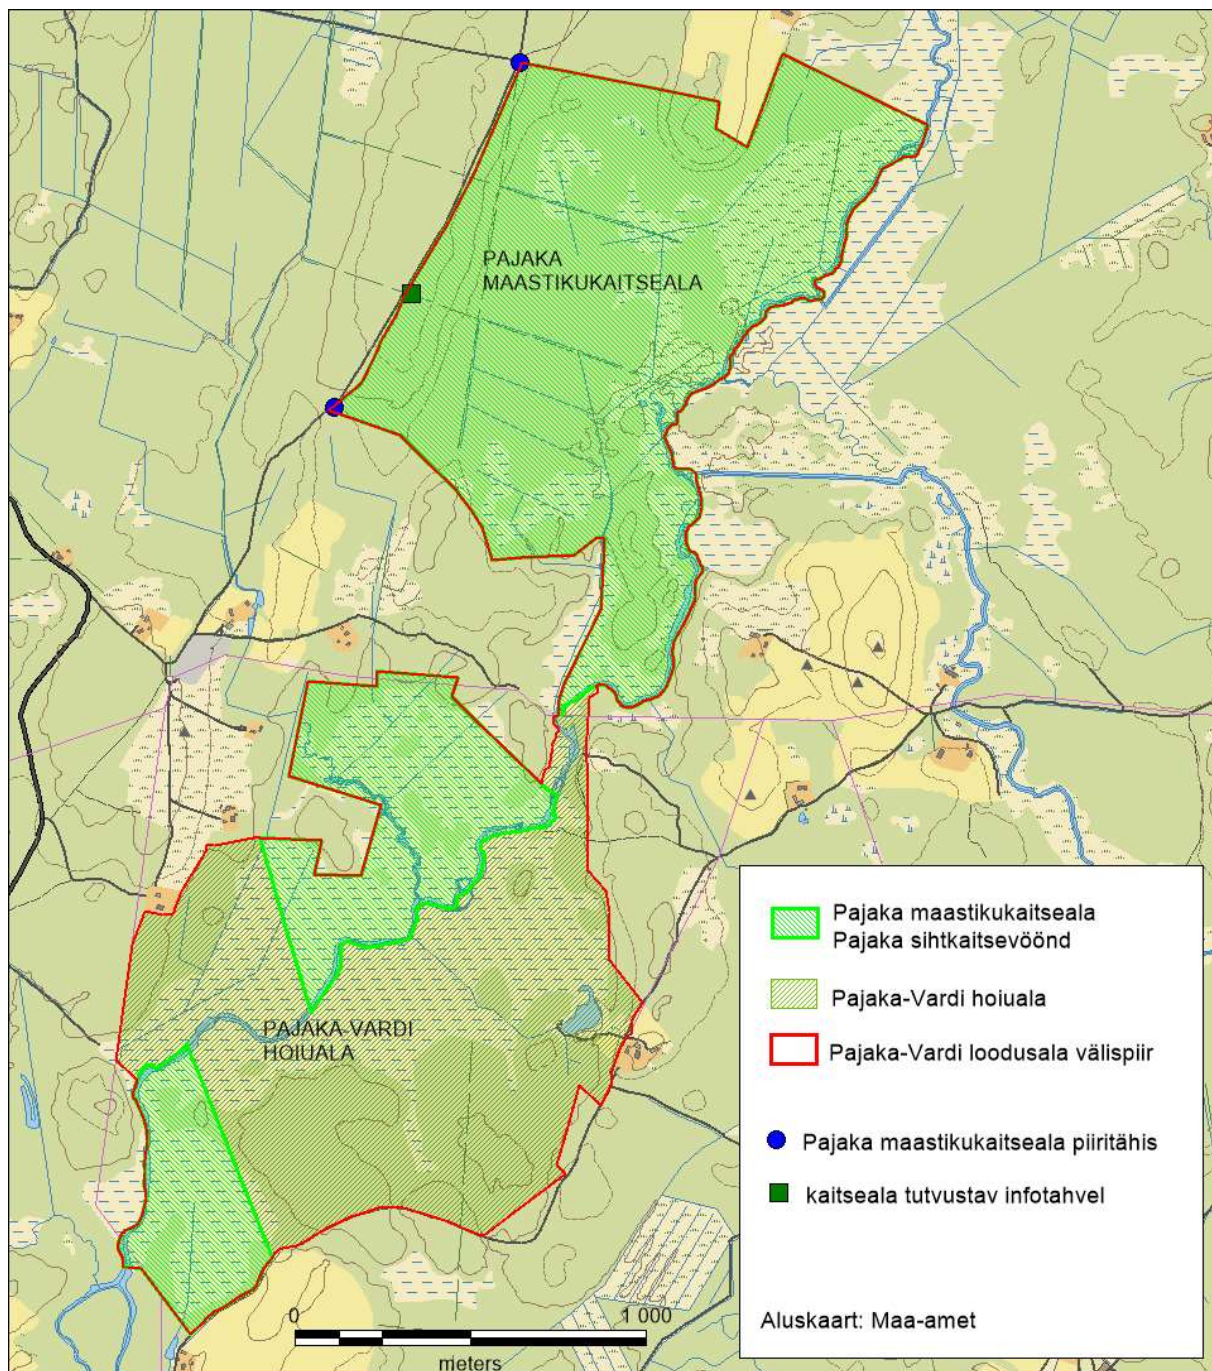 PAJAKA
MAASTIKUKAITSEALA
PAJAKA-VARDI
HOIUALA
Pajaka maastikukaitseala
Pajaka sihtkaitsevöönd
Pajaka-Vardi hoiuala
Pajaka-Vardi loodusala välispiir
Pajaka maastikukaitseala piiritähis
kaitseala tutvustav infotahvel
Aluskaart: Maa-amet
0 1 000
meters